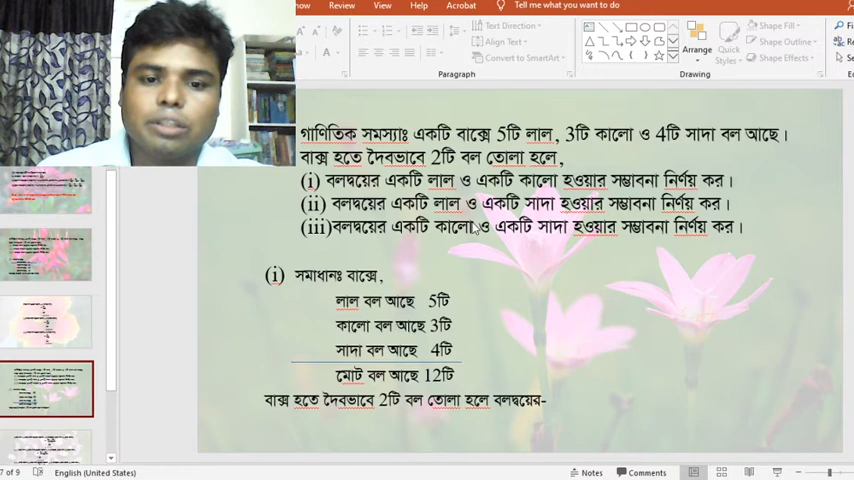 Help Acrobat Tell me what you want to do
Text Direction
Align Text
Convert to SmartArt
Paragraph
Arrange
Quick
Styles
Shape Fill
Shape Outline
Shape Effects
Drawing
গাণিতিক সমস্যাঃ একটি বাক্সে 5টি লাল, 3টি কালো ও 4টি সাদা বল আছে।
বাক্স হতে দৈবভাবে 2টি বল তোলা হলে,
(i) বলদ্বয়ের একটি লাল ও একটি কালো হওয়ার সম্ভাবনা নির্ণয় কর।
(ii) বলদ্বয়ের একটি লাল ও একটি সাদা হওয়ার সম্ভাবনা নির্ণয় কর।
(iii)বলদ্বয়ের একটি কালো ও একটি সাদা হওয়ার সম্ভাবনা নির্ণয় কর।
(i) সমাধানঃ বাক্সে,
লাল বল আছে 5টি
কালো বল আছে 3টি
সাদা বল আছে 4টি
মোট বল আছে 12টি
বাক্স হতে দৈবভাবে 2টি বল তোলা হলে বলদ্বয়ের-
7 of 9 English (United States) Notes Comments